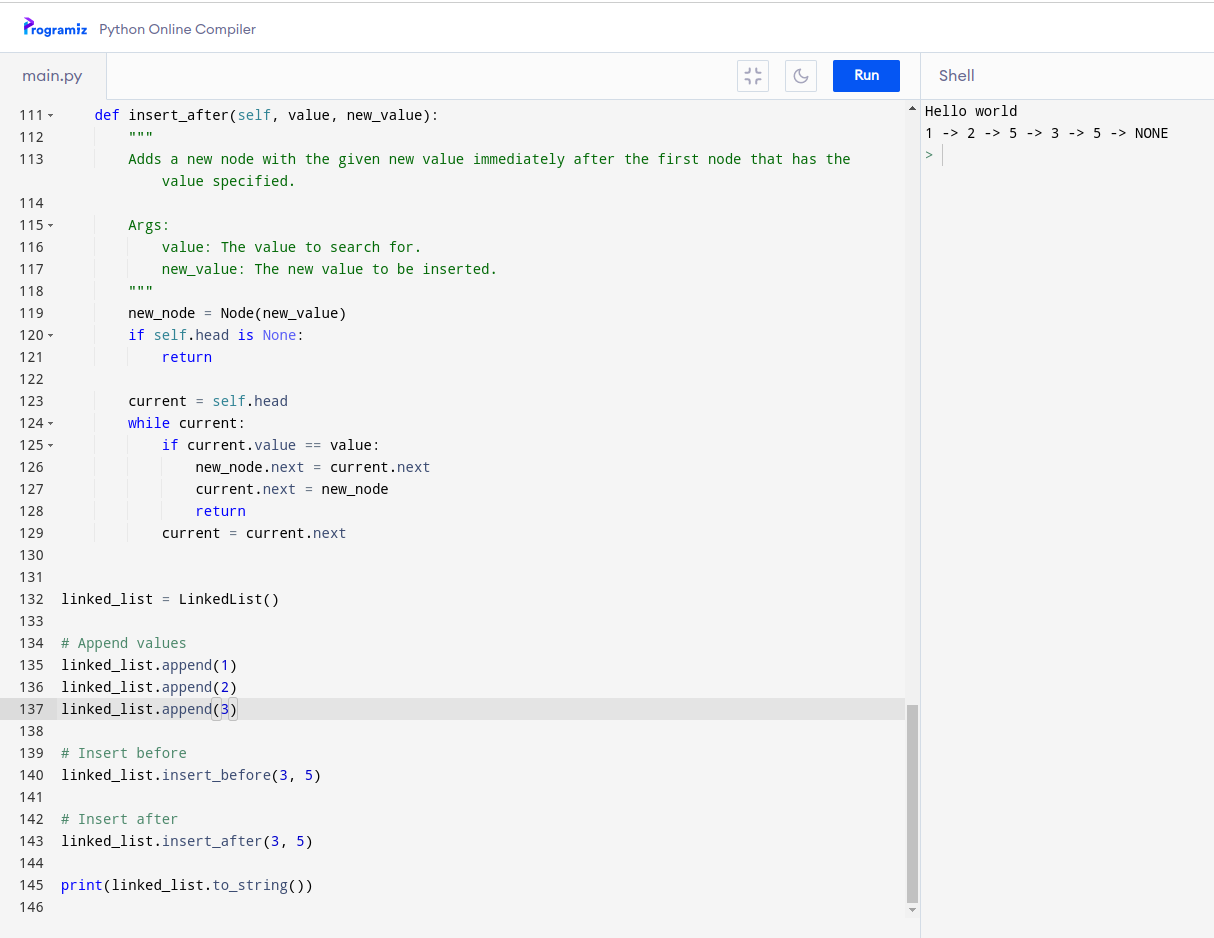 Programiz Python Online Compiler
main.py Run Shell
111 def insert_after(self, value, new_value):
112 """
113 Adds a new node with the given new value immediately after the first node that has the
value specified.
114
115 Args:
116 value: The value to search for.
117 new_value: The new value to be inserted.
118 """
119 new_node = Node(new_value)
120 if self.head is None:
121 return
122
123 current = self.head
124 while current:
125 if current.value == value:
126 new_node.next = current.next
127 current.next = new_node
128 return
129 current = current.next
130
131
132 linked_list = LinkedList()
133
134 # Append values
135 linked_list.append(1)
136 linked_list.append(2)
137 linked_list.append(3)
138
139 # Insert before
140 linked_list.insert_before(3, 5)
141
142 # Insert after
143 linked_list.insert_after(3, 5)
144
145 print(linked_list.to_string())
146
Hello world
1 -> 2 -> 5 -> 3 -> 5 -> NONE
>